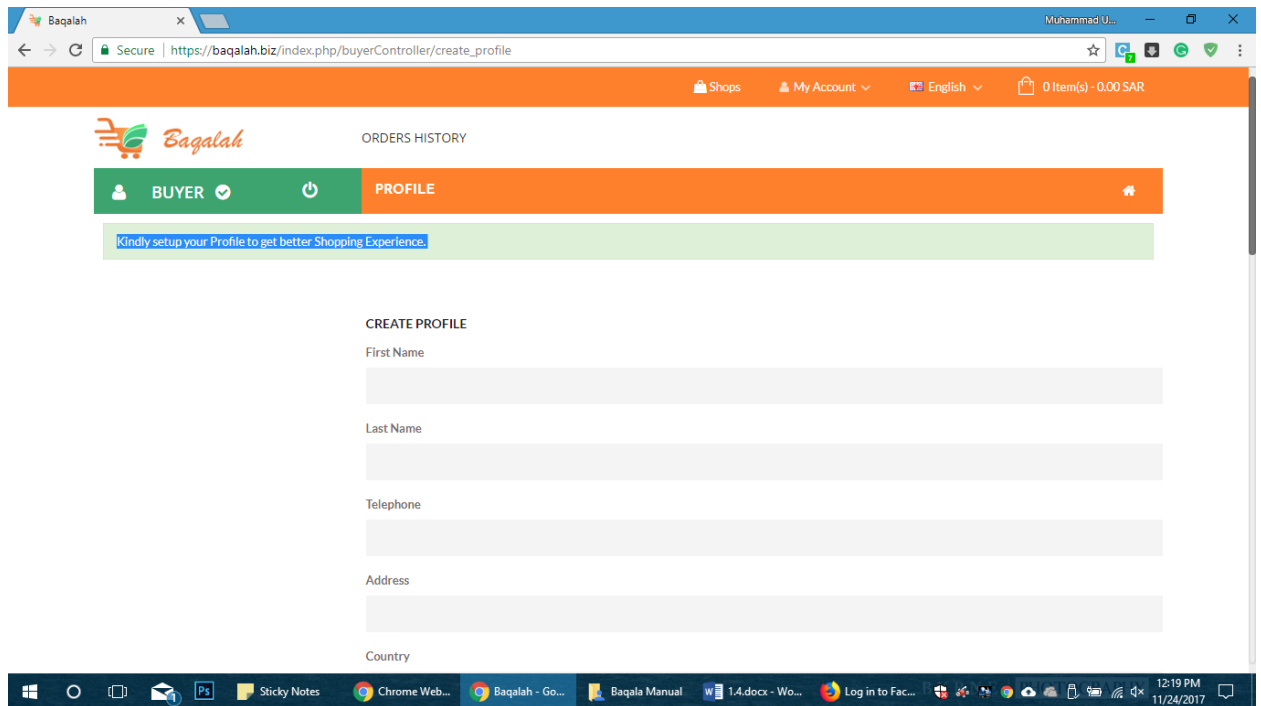 Baqalah
Muhammad U...
Secure https://baqalah.biz/index.php/buyerController/create_profile
7
Shops My Account English 0 Item(s) - 0.00 SAR
Baqalah ORDERS HISTORY
BUYER PROFILE
Kindly setup your Profile to get better Shopping Experience.
CREATE PROFILE
First Name
Last Name
Telephone
Address
Country
Ps Sticky Notes Chrome Web... Baqalah - Go... Baqala Manual 1.4.docx - Wo... Log in to Fac... 12:19 PM
11/24/2017